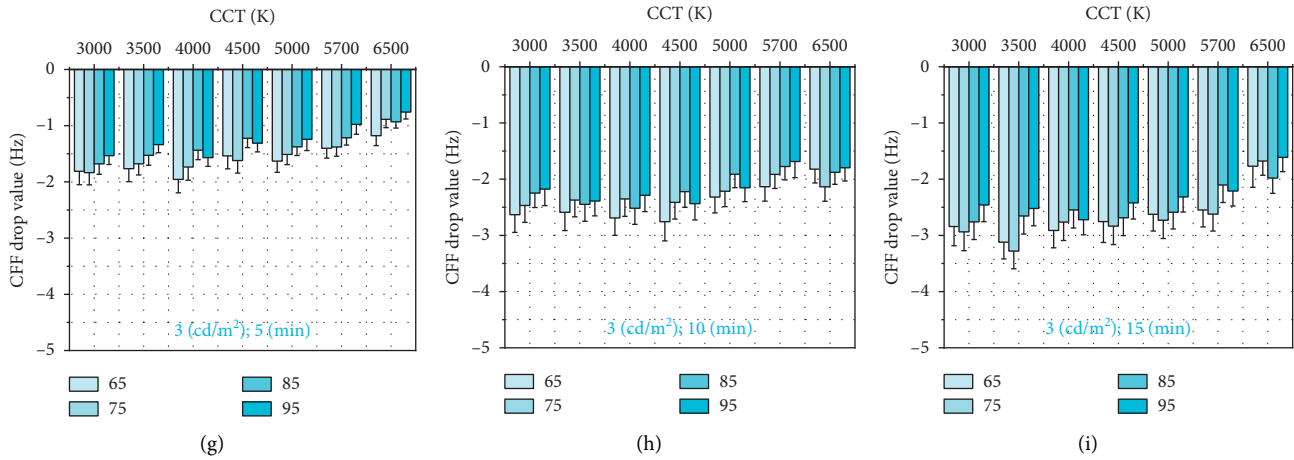 CCT (K)
3000 3500 4000 4500 5000 5700 6500
0
−1
−2
−3
−4
−5
CFF drop value (Hz)
3 (cd/m²); 5 (min)
65
75
85
95
(g)
CCT (K)
3000 3500 4000 4500 5000 5700 6500
0
−1
−2
−3
−4
−5
CFF drop value (Hz)
3 (cd/m²); 10 (min)
65
75
85
95
(h)
CCT (K)
3000 3500 4000 4500 5000 5700 6500
0
−1
−2
−3
−4
−5
CFF drop value (Hz)
3 (cd/m²); 15 (min)
65
75
85
95
(i)